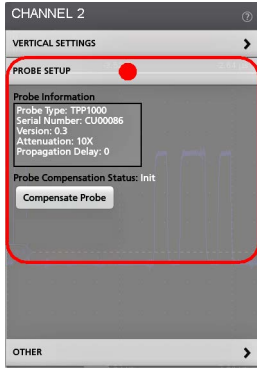 CHANNEL 2
VERTICAL SETTINGS
PROBE SETUP
Probe Information
Probe Type: TPP1000
Serial Number: CU00086
Version: 0.3
Attenuation: 10X
Propagation Delay: 0
Probe Compensation Status: Init
Compensate Probe
OTHER